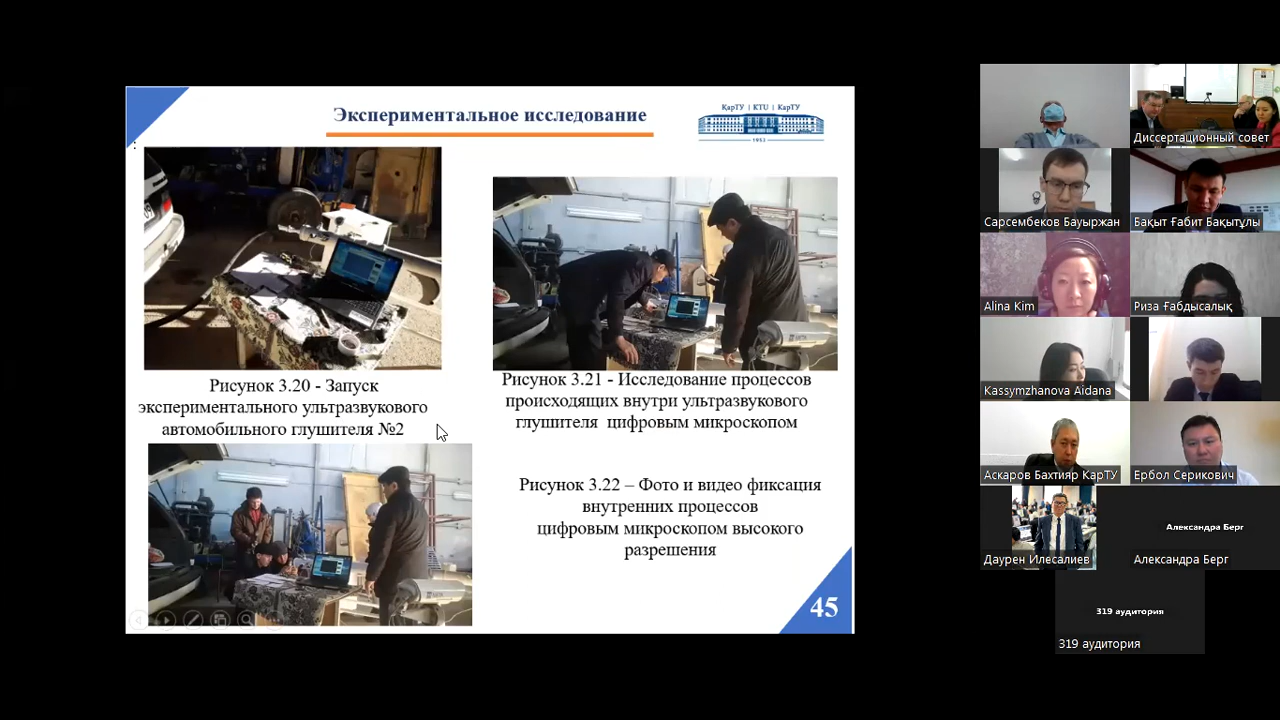 Экспериментальное исследование
ҚарТУ | KTU | КарТУ
1953
Рисунок 3.20 - Запуск
экспериментального ультразвукового
автомобильного глушителя №2
Рисунок 3.21 - Исследование процессов
происходящих внутри ультразвукового
глушителя цифровым микроскопом
Рисунок 3.22 – Фото и видео фиксация
внутренних процессов
цифровым микроскопом высокого
разрешения
45
Диссертационный совет
Сарсембеков Бауыржан
Бақыт Ғабит Бақытұлы
Alina Kim
Риза Ғабдысалық
Kassymzhanova Aidana
Аскаров Бахтияр КарТУ
Ербол Серикович
Даурен Илесалиев
Александра Берг
Александра Берг
319 аудитория
319 аудитория